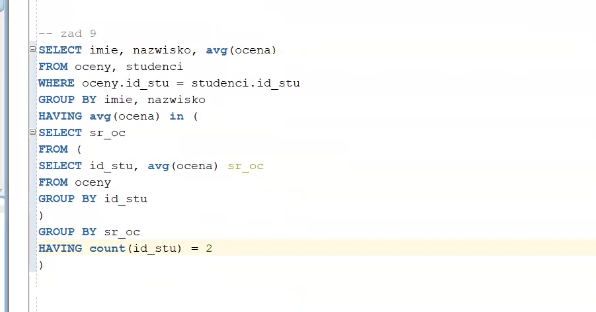 -- zad 9
SELECT imie, nazwisko, avg(ocena)
FROM oceny, studenci
WHERE oceny.id_stu = studenci.id_stu
GROUP BY imie, nazwisko
HAVING avg(ocena) in (
SELECT sr_oc
FROM (
SELECT id_stu, avg(ocena) sr_oc
FROM oceny
GROUP BY id_stu
)
GROUP BY sr_oc
HAVING count(id_stu) = 2
)